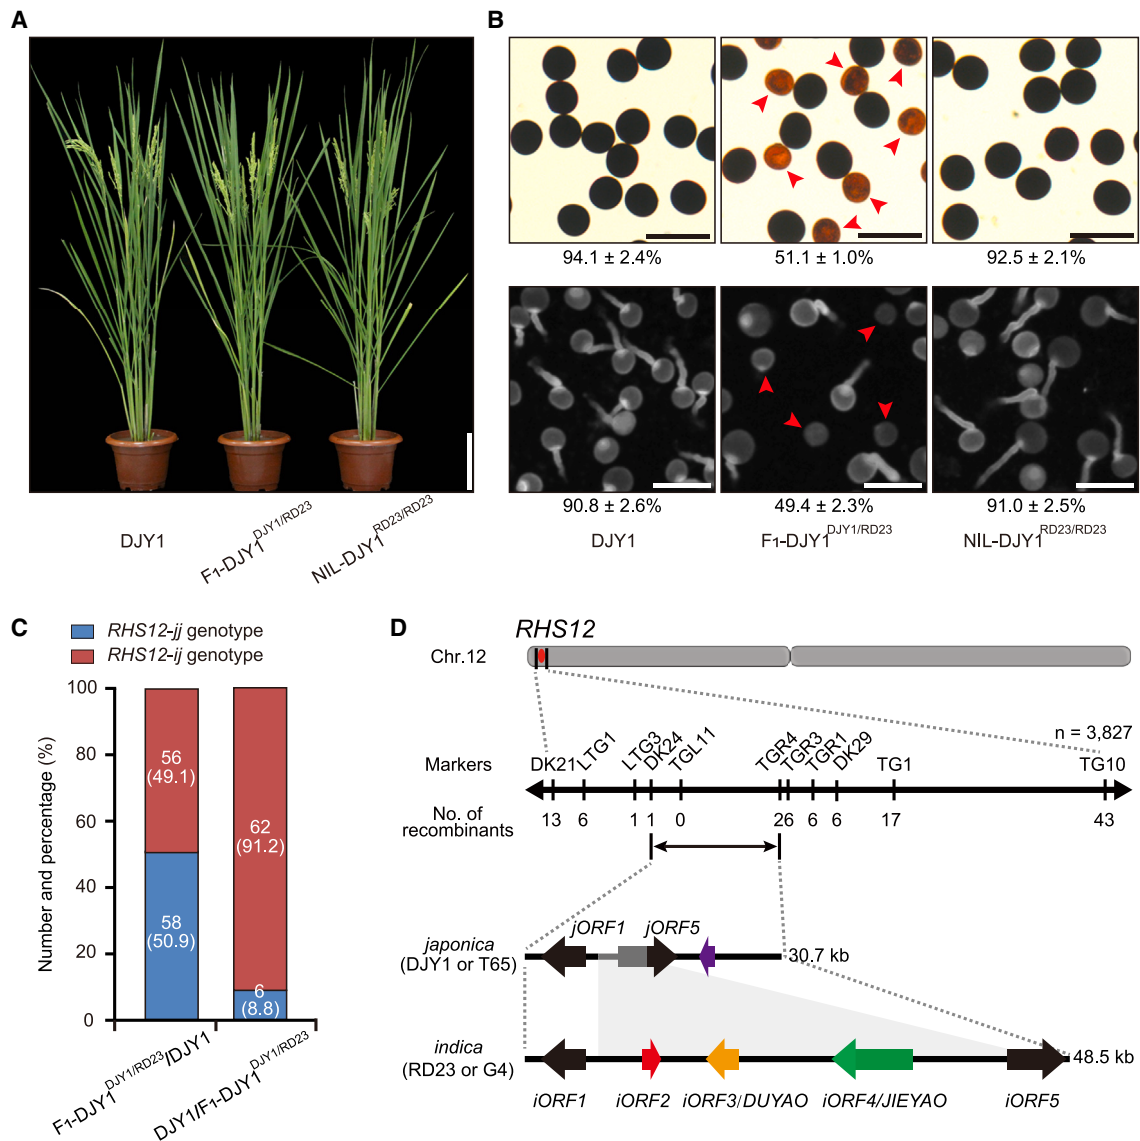 A
DJY1
F1-DJY1DJY1/RD23
NIL-DJY1RD23/RD23
B
94.1 ± 2.4%
51.1 ± 1.0%
92.5 ± 2.1%
90.8 ± 2.6%
49.4 ± 2.3%
91.0 ± 2.5%
DJY1
F1-DJY1DJY1/RD23
NIL-DJY1RD23/RD23
C
RHS12-jj genotype
RHS12-ij genotype
Number and percentage (%)
100
80
60
40
20
0
56
(49.1)
58
(50.9)
62
(91.2)
6
(8.8)
F1-DJY1DJY1/RD23/DJY1
DJY1/F1-DJY1DJY1/RD23
D
RHS12
Chr.12
n = 3,827
Markers
DK21 LTG1 LTG3 DK24 TGL11 TGR4 TGR3 TGR1 DK29 TG1 TG10
No. of
recombinants
13 6 1 1 0 26 6 6 6 17 43
jORF1 jORF5
japonica
(DJY1 or T65)
30.7 kb
indica
(RD23 or G4)
48.5 kb
iORF1 iORF2 iORF3/DUYAO iORF4/JIEYAO iORF5